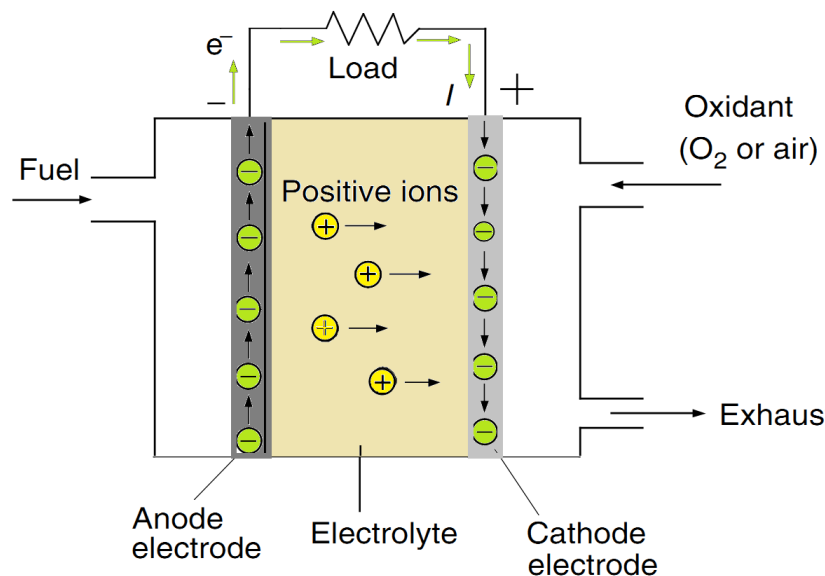 e⁻
Load
−
I
+
Oxidant
(O₂ or air)
Fuel
Positive ions
Exhaus
Anode
electrode
Electrolyte
Cathode
electrode